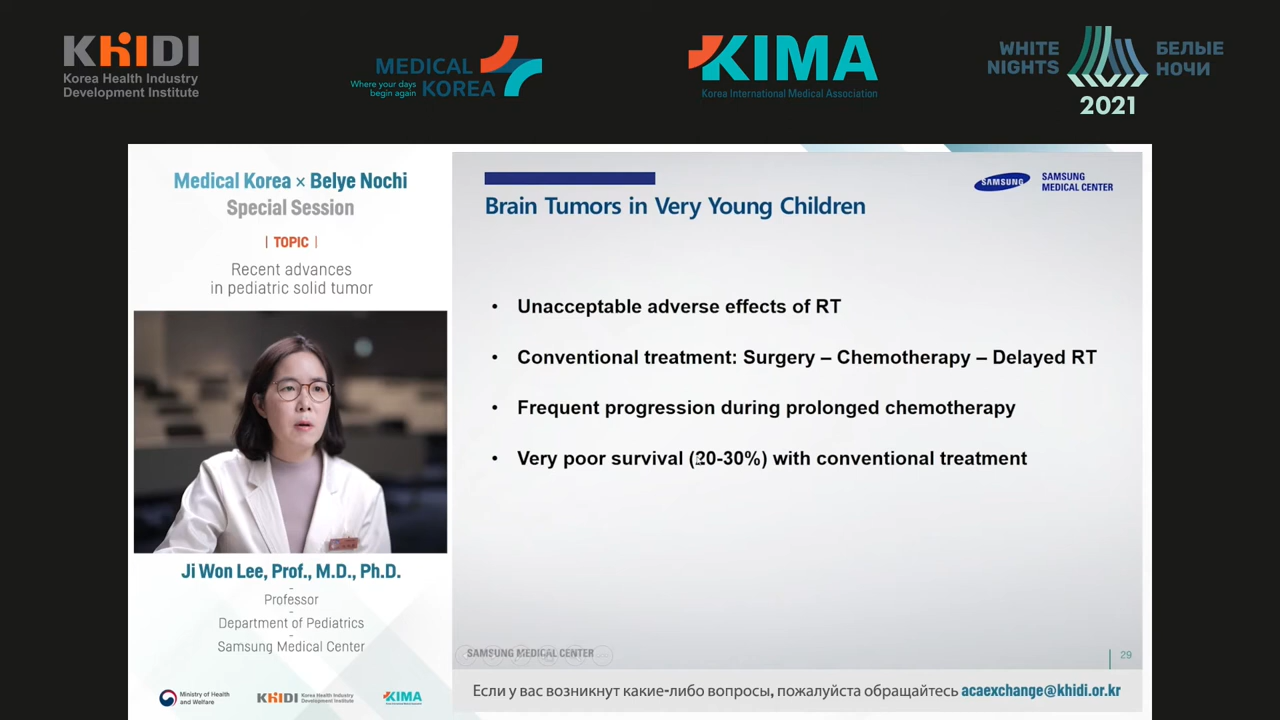 KHIDI
Korea Health Industry
Development Institute
MEDICAL
KOREA
Where your days
begin again
KIMA
Korea International Medical Association
WHITE
NIGHTS
БЕЛЫЕ
НОЧИ
2021
Medical Korea × Belye Nochi
Special Session
| TOPIC |
Recent advances
in pediatric solid tumor
Ji Won Lee, Prof., M.D., Ph.D.
-
Professor
-
Department of Pediatrics
-
Samsung Medical Center
Ministry of Health
and Welfare
KHIDI
Korea Health Industry
Development Institute
KIMA
SAMSUNG
SAMSUNG
MEDICAL CENTER
Brain Tumors in Very Young Children
• Unacceptable adverse effects of RT
• Conventional treatment: Surgery – Chemotherapy – Delayed RT
• Frequent progression during prolonged chemotherapy
• Very poor survival (20-30%) with conventional treatment
SAMSUNG MEDICAL CENTER
29
Если у вас возникнут какие-либо вопросы, пожалуйста обращайтесь acaexchange@khidi.or.kr